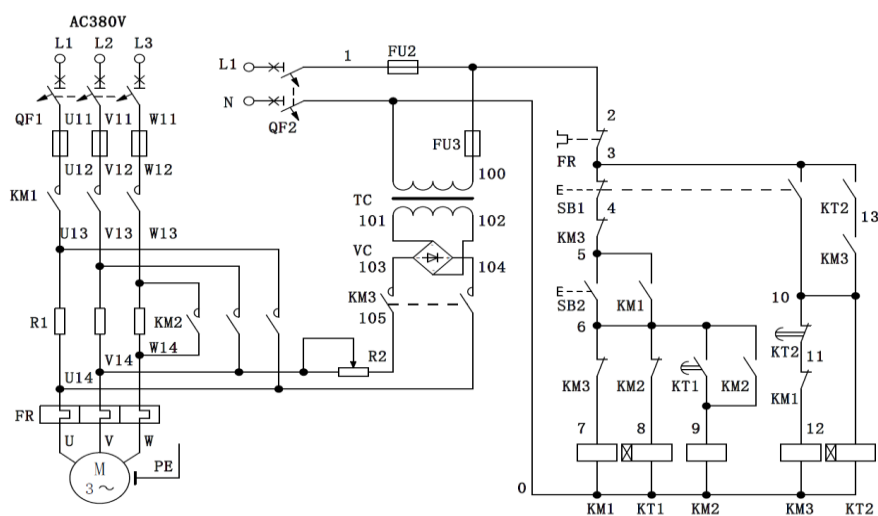 AC380V
L1 L2 L3
QF1 U11 V11 W11
U12 V12 W12
KM1
U13 V13 W13
R1 KM2
W14
V14
U14
FR
U V W
M
3～
PE
L1 1 FU2
N
QF2
FU3
100
TC
101 102
VC
103 104
KM3
105
R2
2
3
FR
E
SB1
4
KT2
13
KM3
KM3
5
E
SB2
KM1
10
6
KT2
11
KM3 KM2 KT1 KM2
KM1
7 8 9 12
0
KM1 KT1 KM2 KM3 KT2